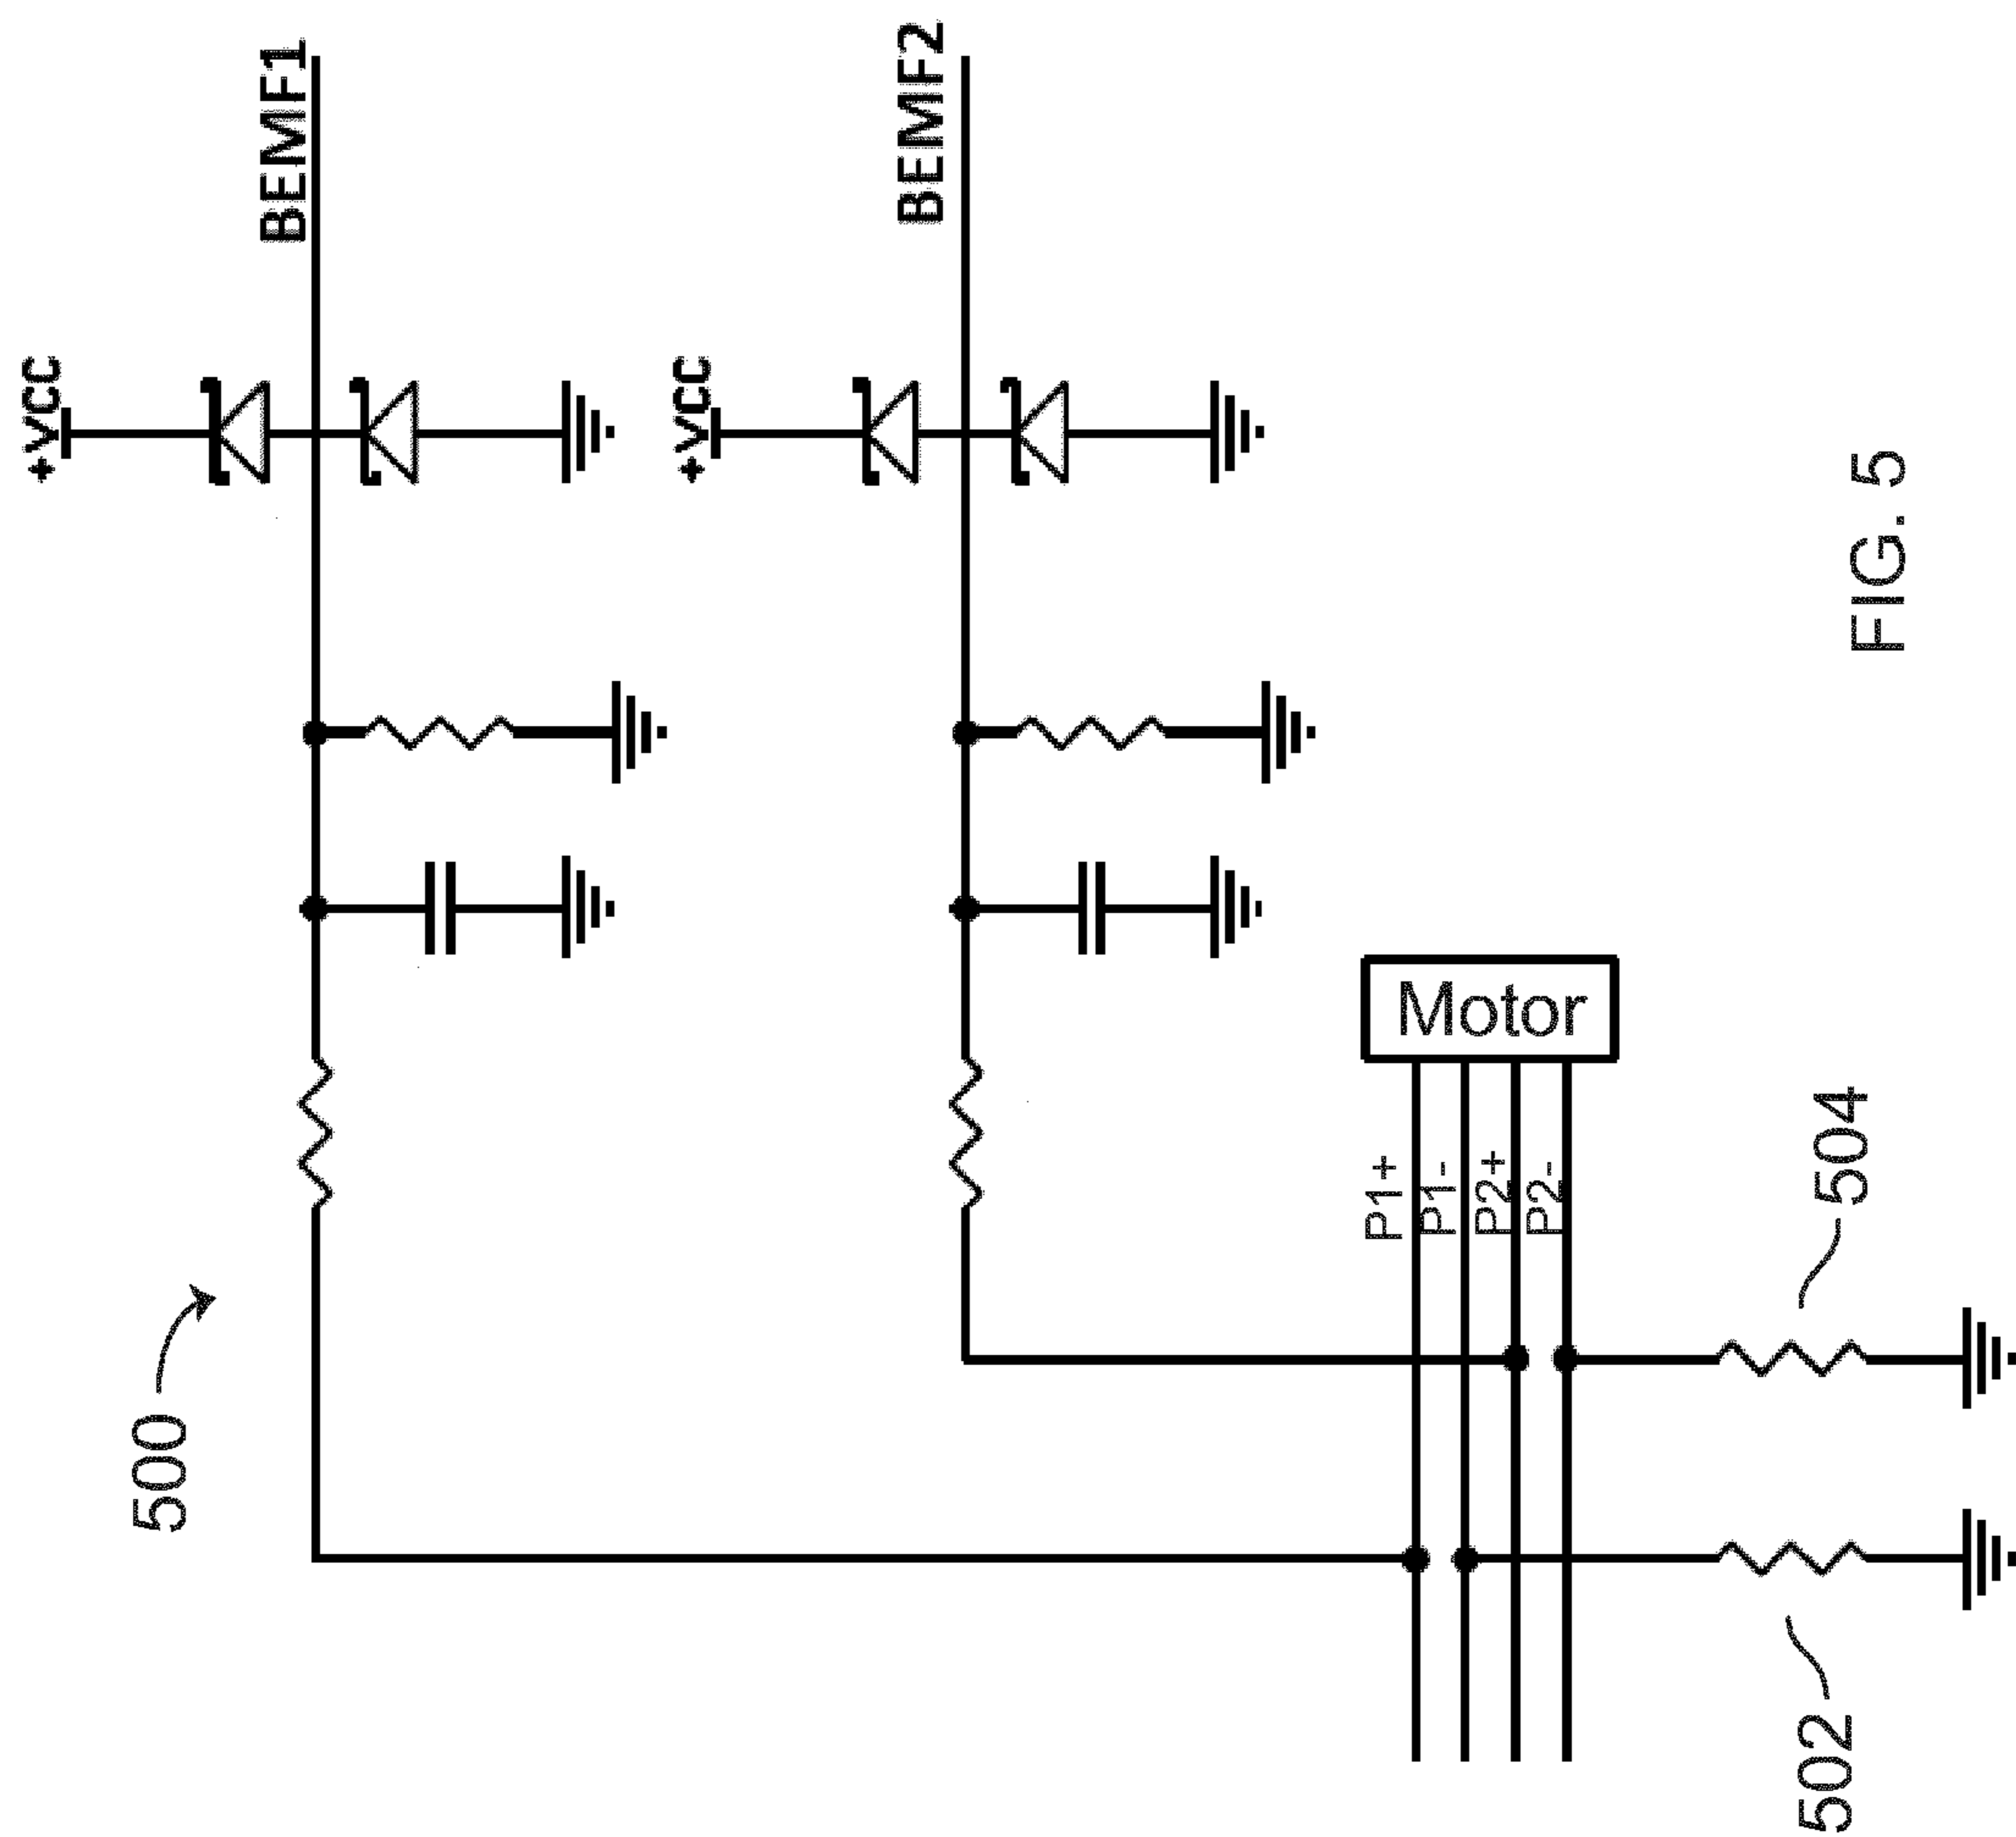 500
+VCC
BEMF1
+VCC
BEMF2
Motor
P1+
P1-
P2+
P2-
502
504
FIG. 5